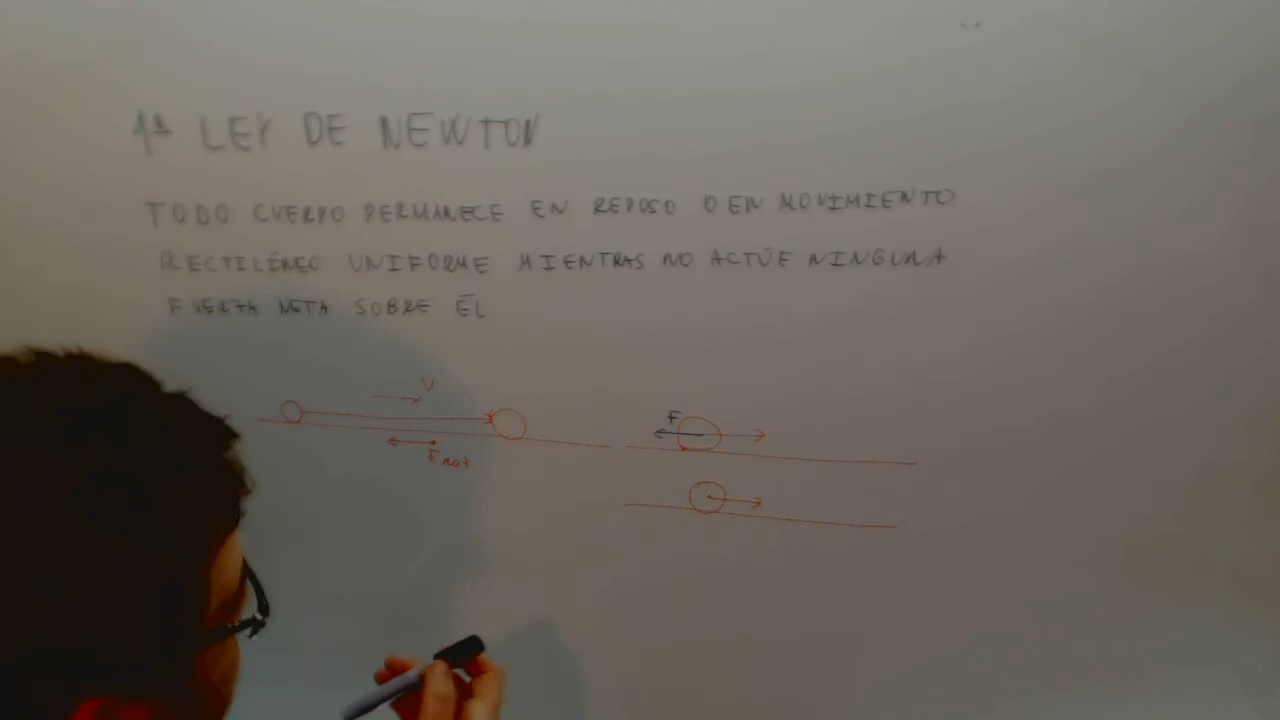 1ª LEY DE NEWTON
TODO CUERPO PERMANECE EN REPOSO O EN MOVIMIENTO
RECTILÍNEO UNIFORME MIENTRAS NO ACTÚE NINGUNA
FUERZA NETA SOBRE ÉL
V
F
F roz